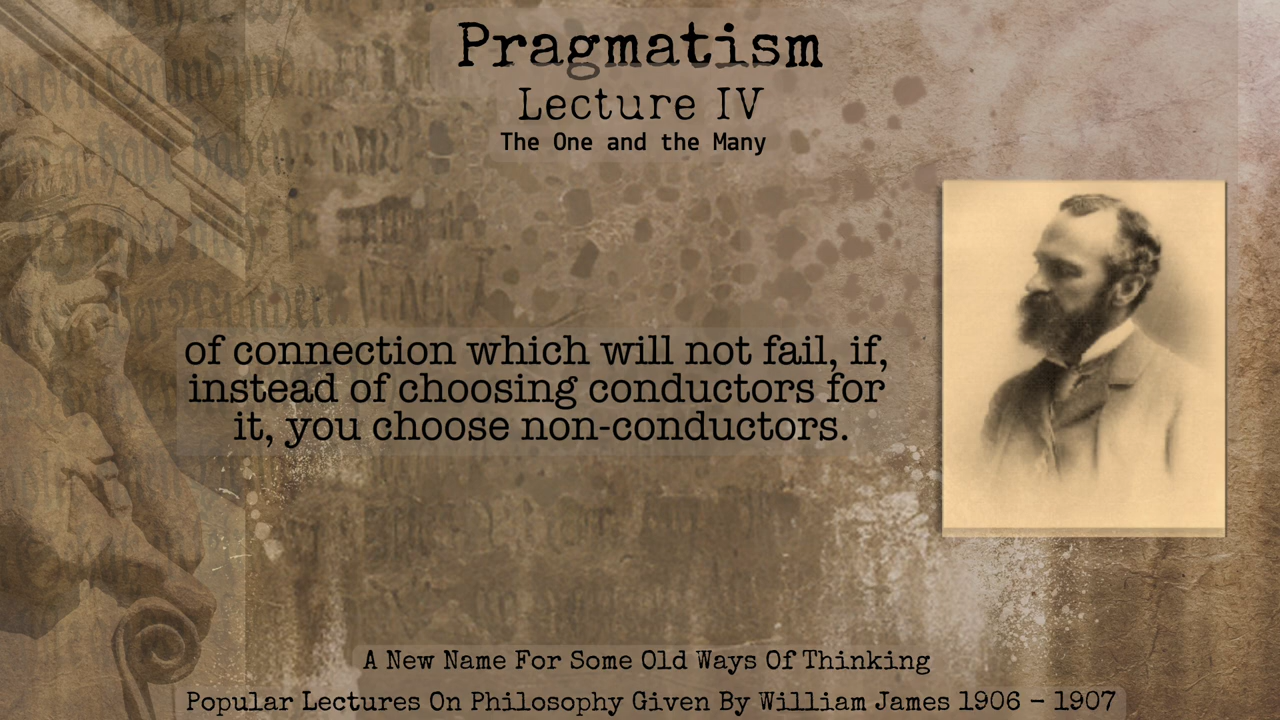 Pragmatism
Lecture IV
The One and the Many
of connection which will not fail, if,
instead of choosing conductors for
it, you choose non-conductors.
A New Name For Some Old Ways Of Thinking
Popular Lectures On Philosophy Given By William James 1906 – 1907